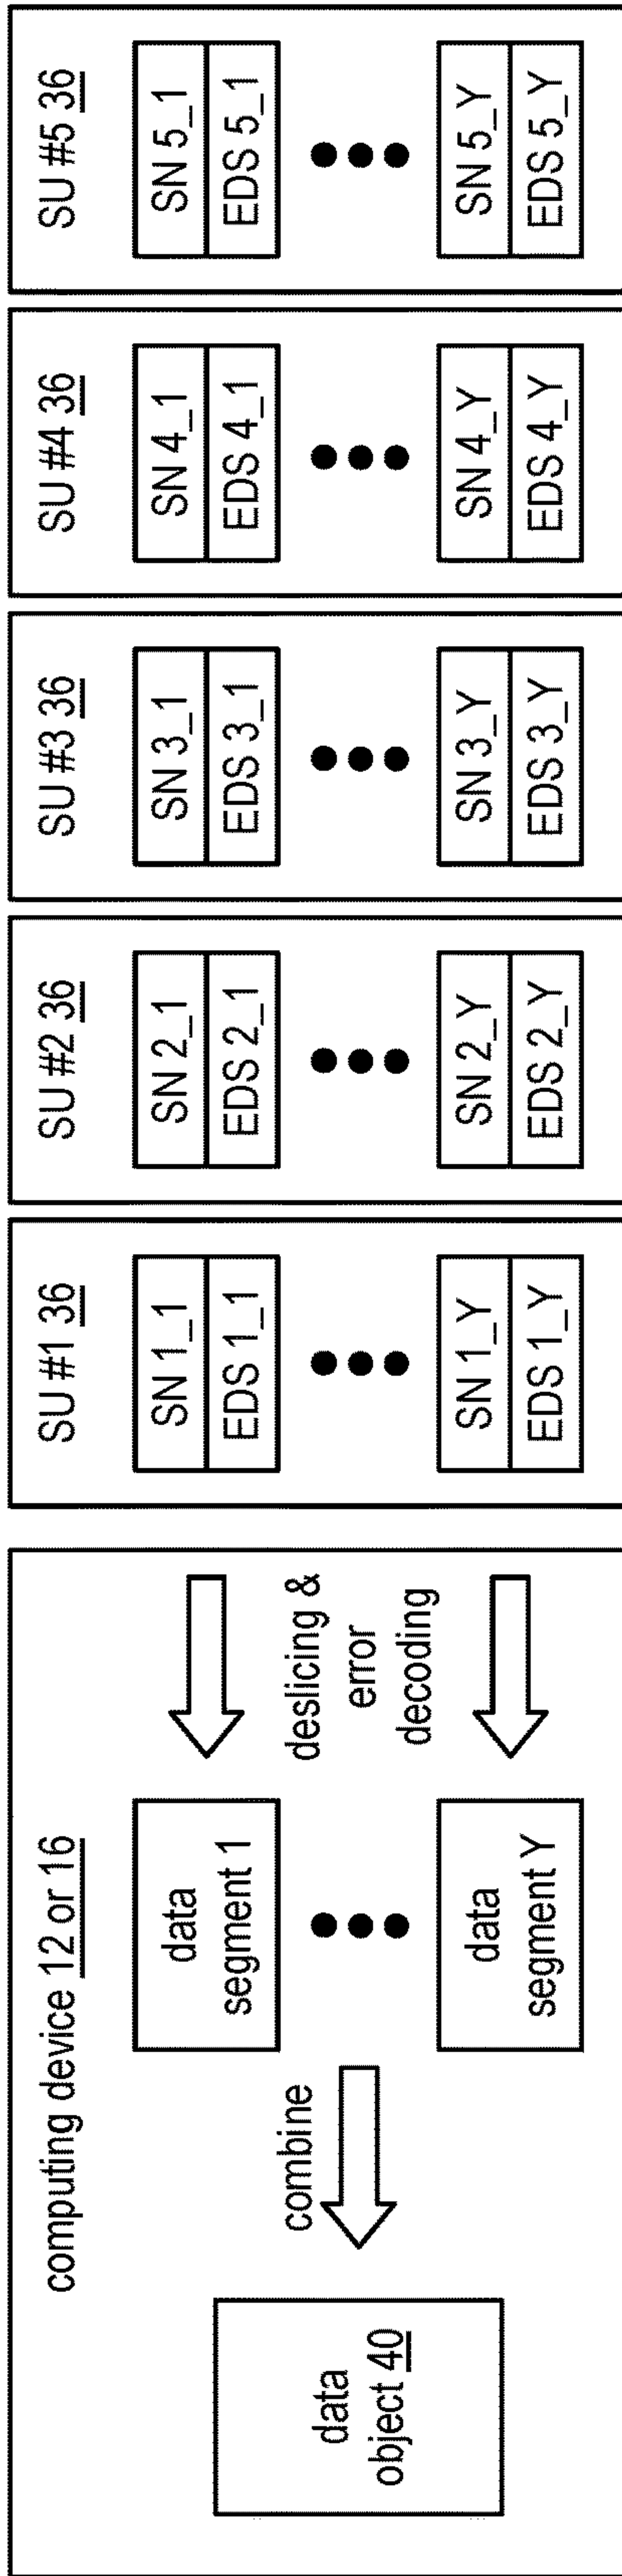 computing device 12 or 16
data
object 40
combine
data
segment 1
data
segment Y
deslicing &
error
decoding
SU #1 36
SN 1_1
EDS 1_1
SN 1_Y
EDS 1_Y
SU #2 36
SN 2_1
EDS 2_1
SN 2_Y
EDS 2_Y
SU #3 36
SN 3_1
EDS 3_1
SN 3_Y
EDS 3_Y
SU #4 36
SN 4_1
EDS 4_1
SN 4_Y
EDS 4_Y
SU #5 36
SN 5_1
EDS 5_1
SN 5_Y
EDS 5_Y